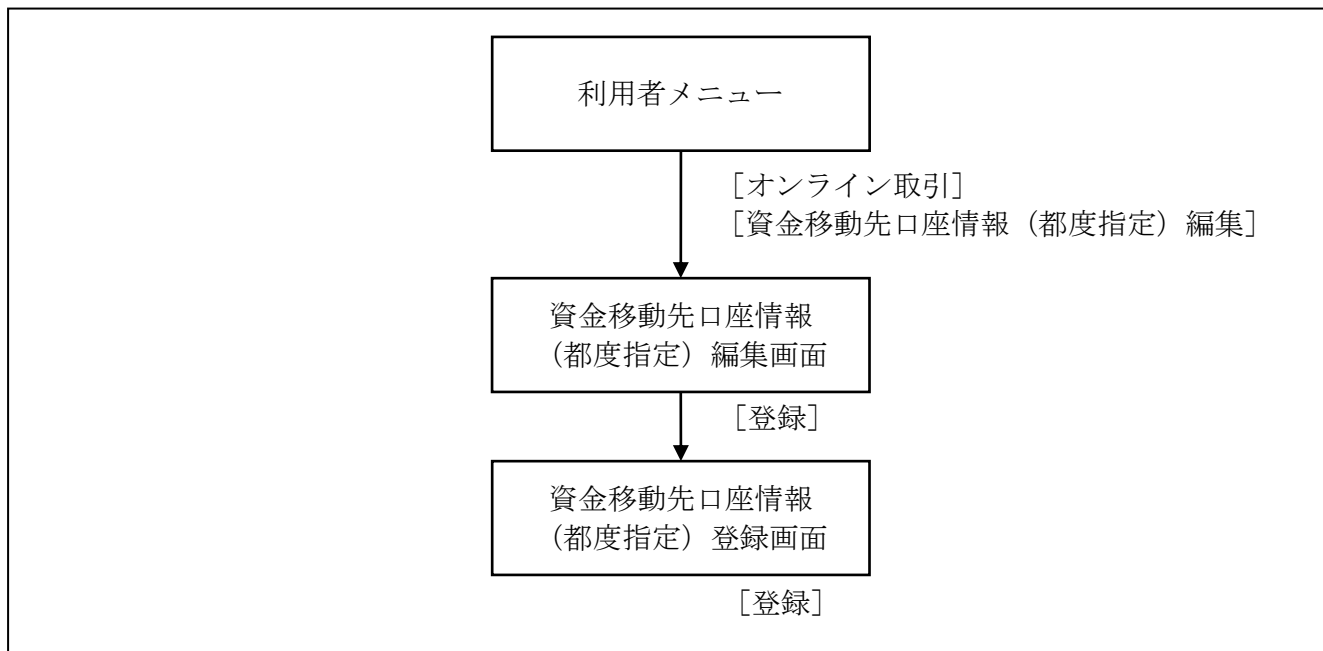 利用者メニュー
［オンライン取引］
［資金移動先口座情報（都度指定）編集］
資金移動先口座情報
（都度指定）編集画面
［登録］
資金移動先口座情報
（都度指定）登録画面
［登録］